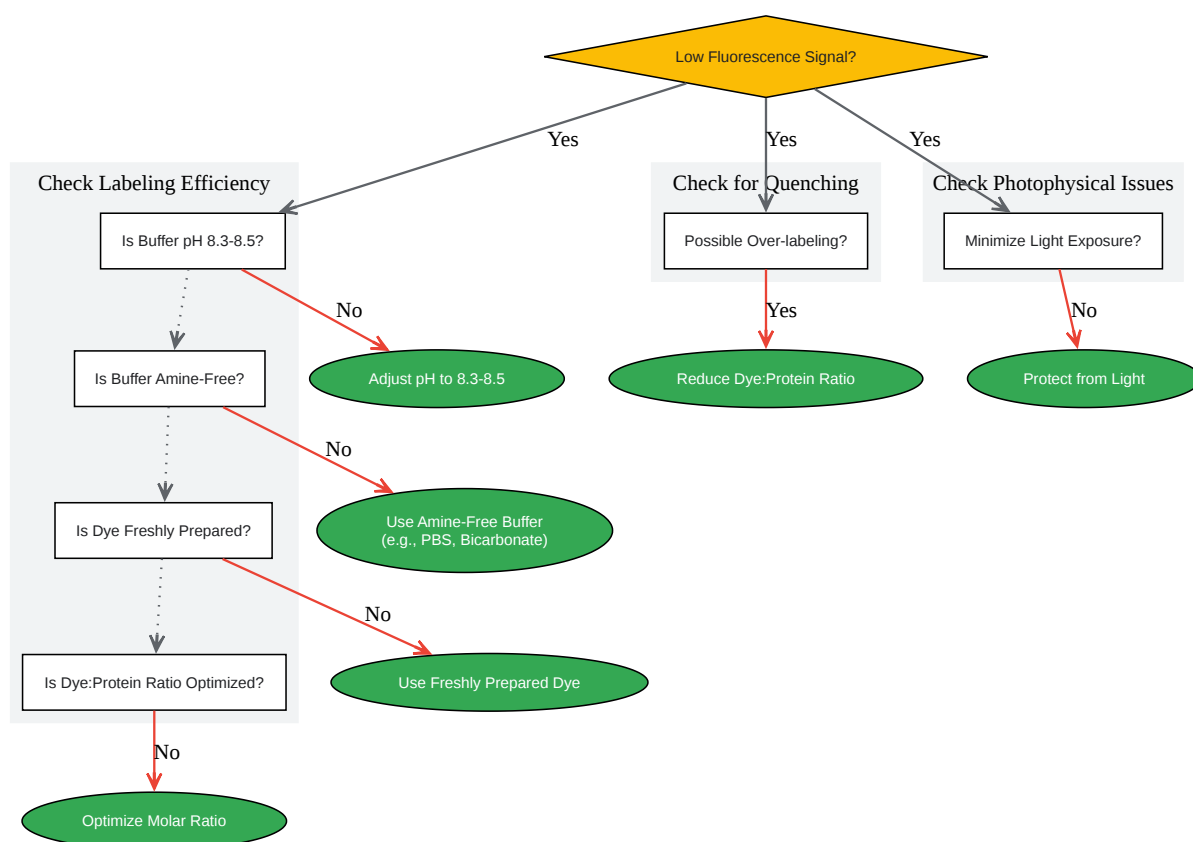 Low Fluorescence Signal?
Yes
Yes
Yes
Check Labeling Efficiency
Check for Quenching
Check Photophysical Issues
Is Buffer pH 8.3-8.5?
Possible Over-labeling?
Minimize Light Exposure?
No
Yes
No
Is Buffer Amine-Free?
Adjust pH to 8.3-8.5
Reduce Dye:Protein Ratio
Protect from Light
No
Is Dye Freshly Prepared?
Use Amine-Free Buffer
(e.g., PBS, Bicarbonate)
No
Is Dye:Protein Ratio Optimized?
Use Freshly Prepared Dye
No
Optimize Molar Ratio